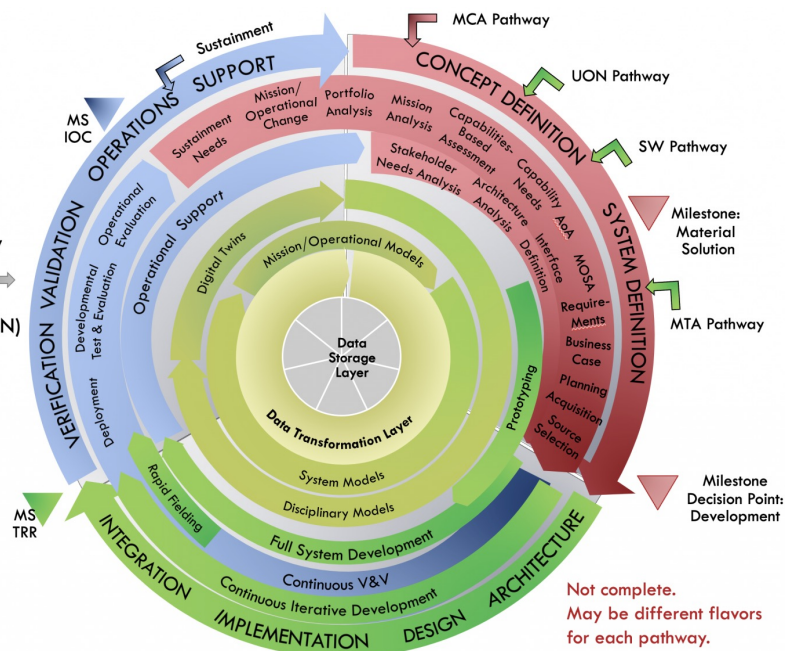 MCA Pathway
Sustainment
UON Pathway
SW Pathway
MS
IOC
Milestone:
Material
Solution
MTA Pathway
N)
Milestone
Decision Point:
Development
MS
TRR
OPERATIONS SUPPORT
CONCEPT DEFINITION
SYSTEM DEFINITION
VERIFICATION VALIDATION
INTEGRATION IMPLEMENTATION DESIGN ARCHITECTURE
Sustainment
Needs
Mission/
Operational
Change
Portfolio
Analysis
Mission
Analysis
Capabilities-
Based
Assessment
Capability
Needs
AoA
MOSA
Require-
Ments
Business
Case
Planning
Acquisition
Source
Selection
Stakeholder
Needs Analysis
Architecture
Analysis
Interface
Definition
Operational
Evaluation
Developmental
Test & Evaluation
Deployment
Operational Support
Digital Twins
Mission/Operational Models
Prototyping
Data
Storage
Layer
Data Transformation Layer
System Models
Disciplinary Models
Rapid Fielding
Full System Development
Continuous V&V
Continuous Iterative Development
Not complete.
May be different flavors
for each pathway.